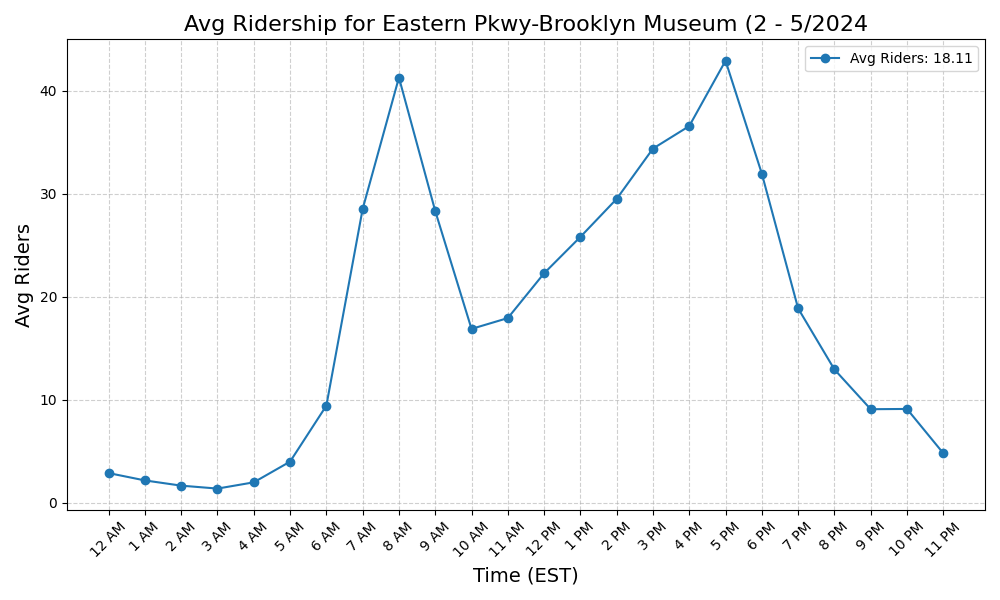 Avg Ridership for Eastern Pkwy-Brooklyn Museum (2 - 5/2024
Avg Riders: 18.11
Avg Riders
40
30
20
10
0
12 AM
1 AM
2 AM
3 AM
4 AM
5 AM
6 AM
7 AM
8 AM
9 AM
10 AM
11 AM
12 PM
1 PM
2 PM
3 PM
4 PM
5 PM
6 PM
7 PM
8 PM
9 PM
10 PM
11 PM
Time (EST)